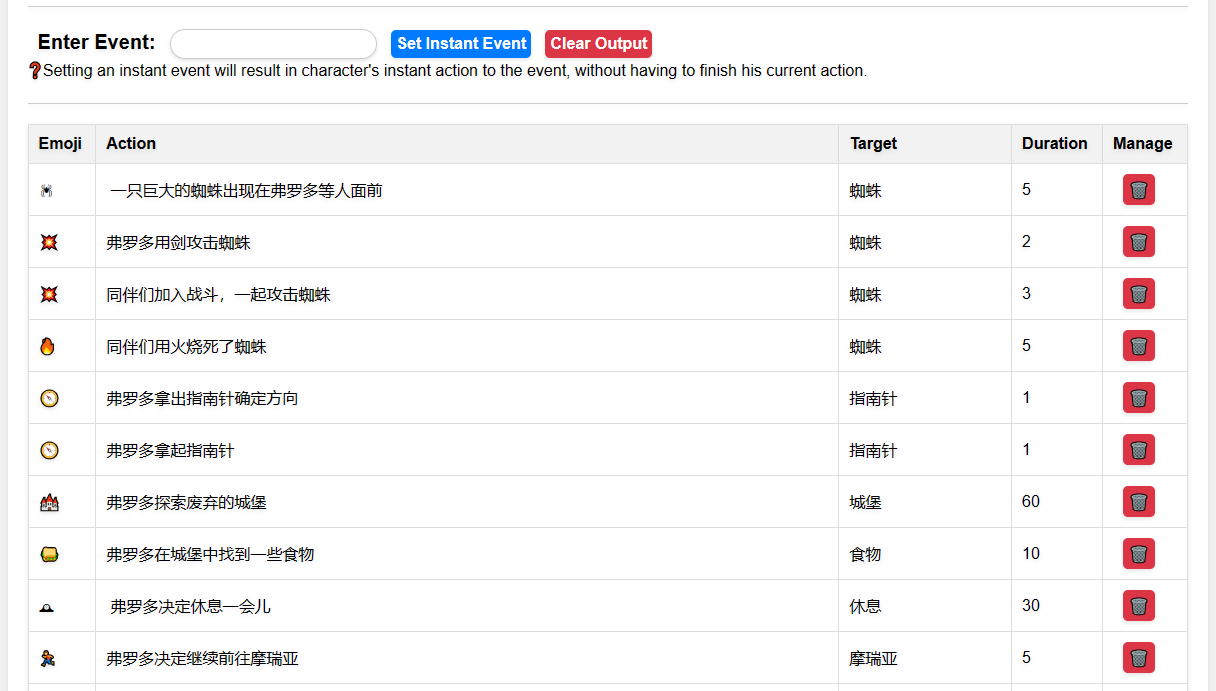 Enter Event: Set Instant Event Clear Output
❓Setting an instant event will result in character's instant action to the event, without having to finish his current action.
Emoji Action Target Duration Manage
🕷 一只巨大的蜘蛛出现在弗罗多等人面前 蜘蛛 5
💥 弗罗多用剑攻击蜘蛛 蜘蛛 2
💥 同伴们加入战斗，一起攻击蜘蛛 蜘蛛 3
🔥 同伴们用火烧死了蜘蛛 蜘蛛 5
🧭 弗罗多拿出指南针确定方向 指南针 1
🧭 弗罗多拿起指南针 指南针 1
🏰 弗罗多探索废弃的城堡 城堡 60
🥪 弗罗多在城堡中找到一些食物 食物 10
🕰 弗罗多决定休息一会儿 休息 30
🏃 弗罗多决定继续前往摩瑞亚 摩瑞亚 5